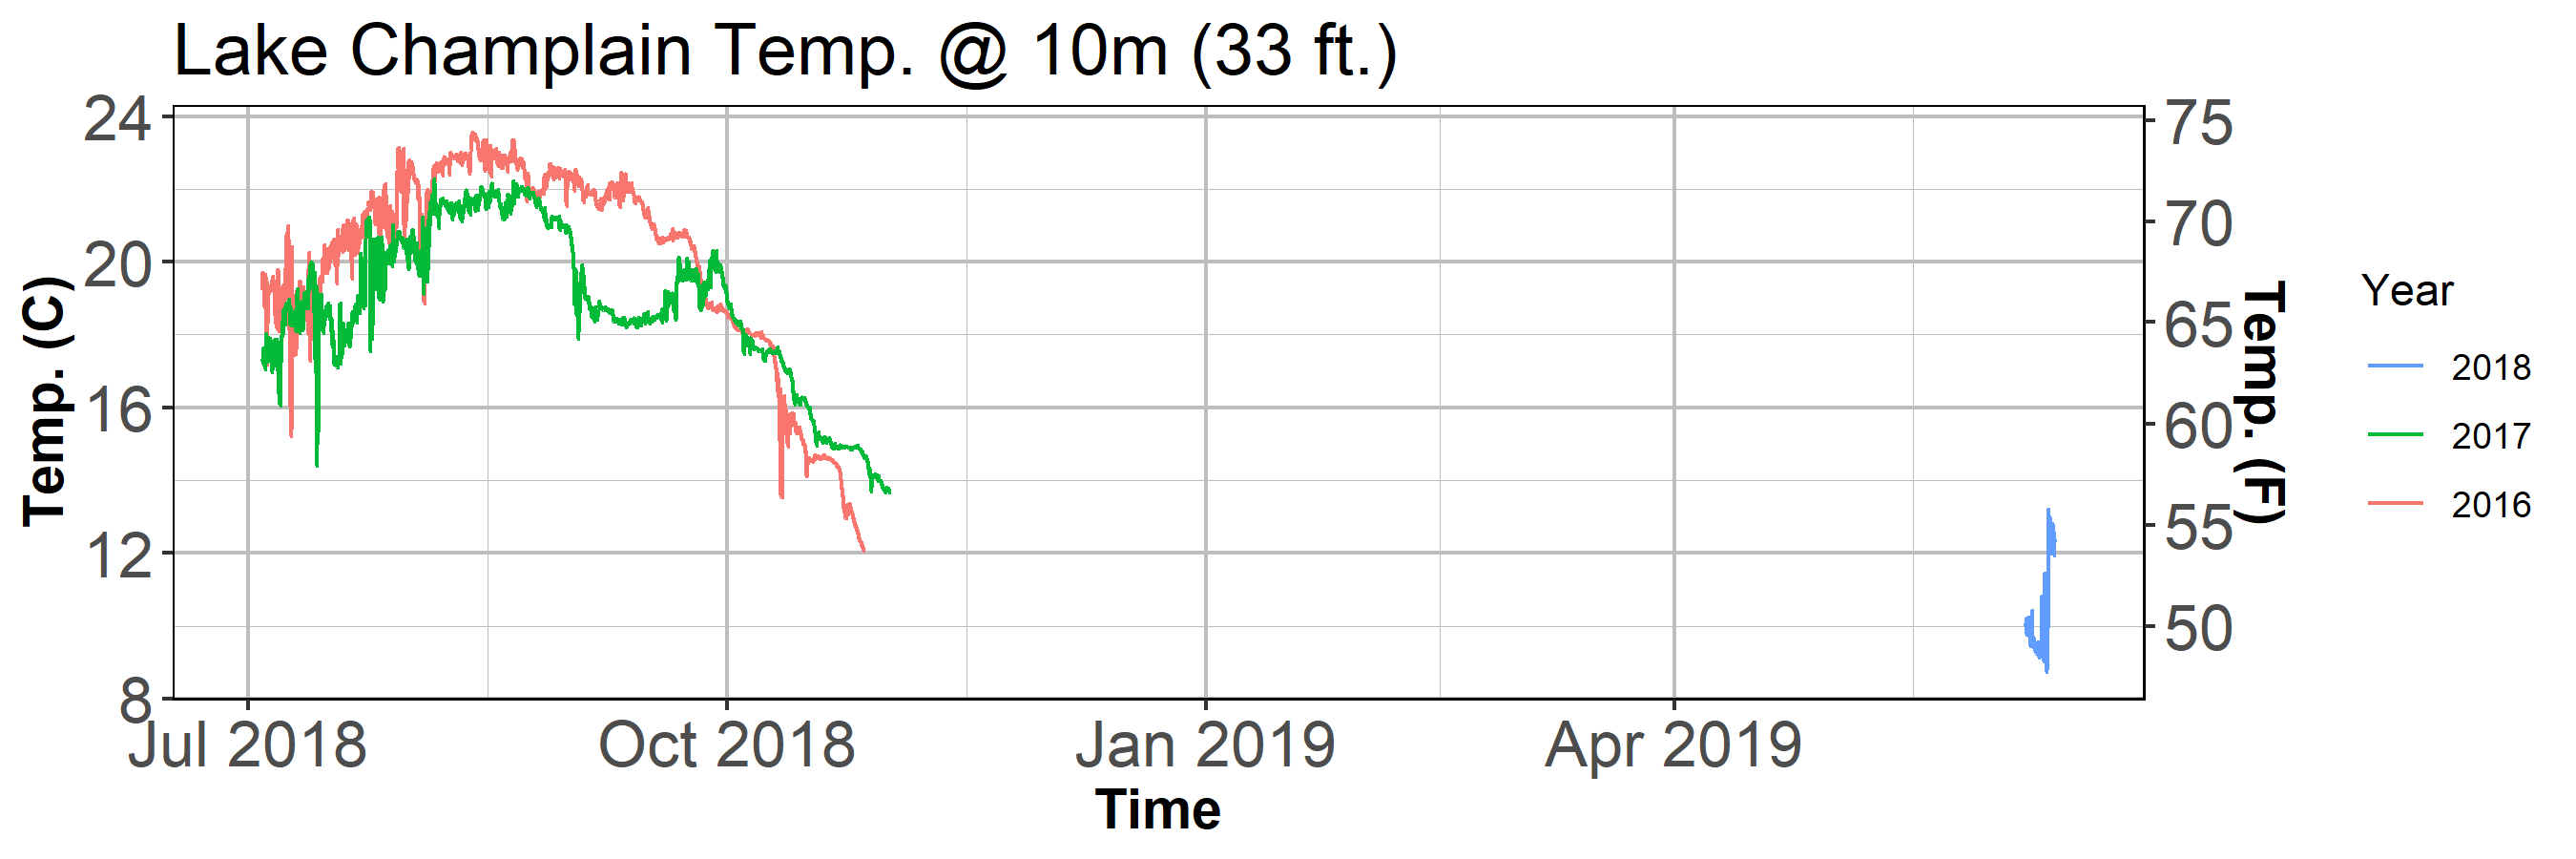 Lake Champlain Temp. @ 10m (33 ft.)
Temp. (C)
24
20
16
12
8
75
70
65
60
55
50
Temp. (F)
Jul 2018
Oct 2018
Jan 2019
Apr 2019
Time
Year
2018
2017
2016